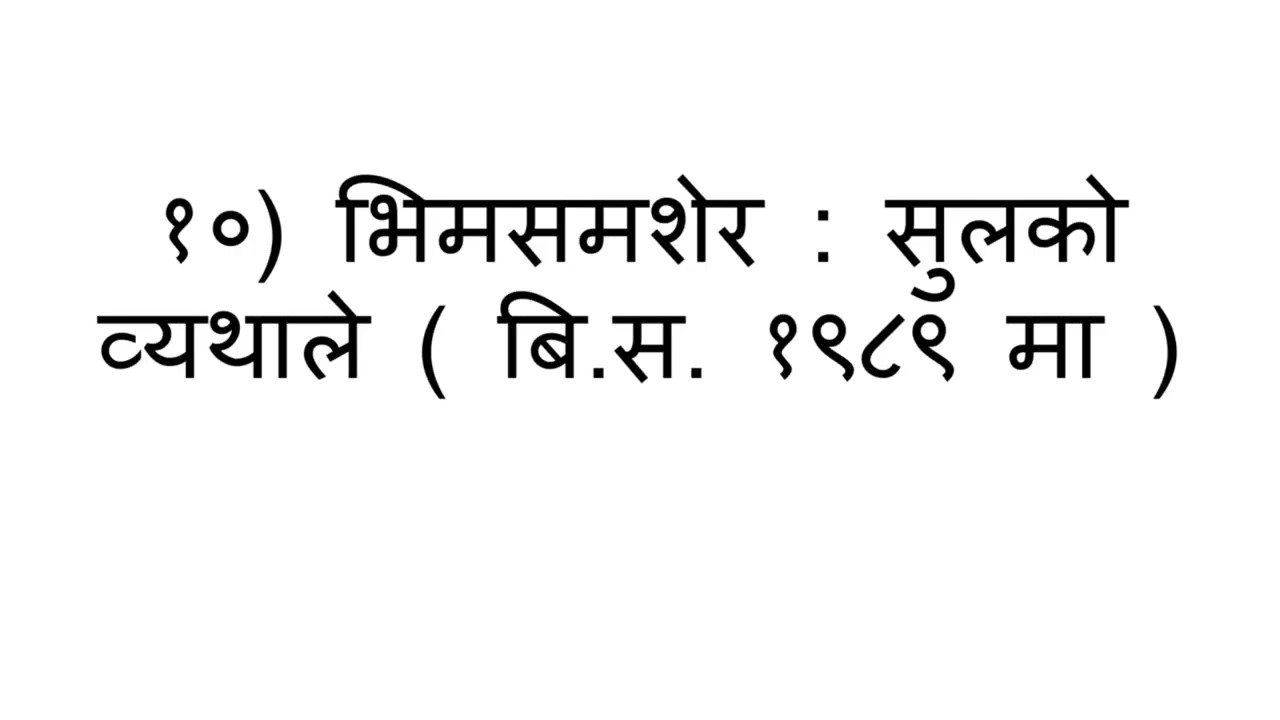 १०) भिमसमशेर : सुलको
व्यथाले ( बि.स. १९८९ मा )